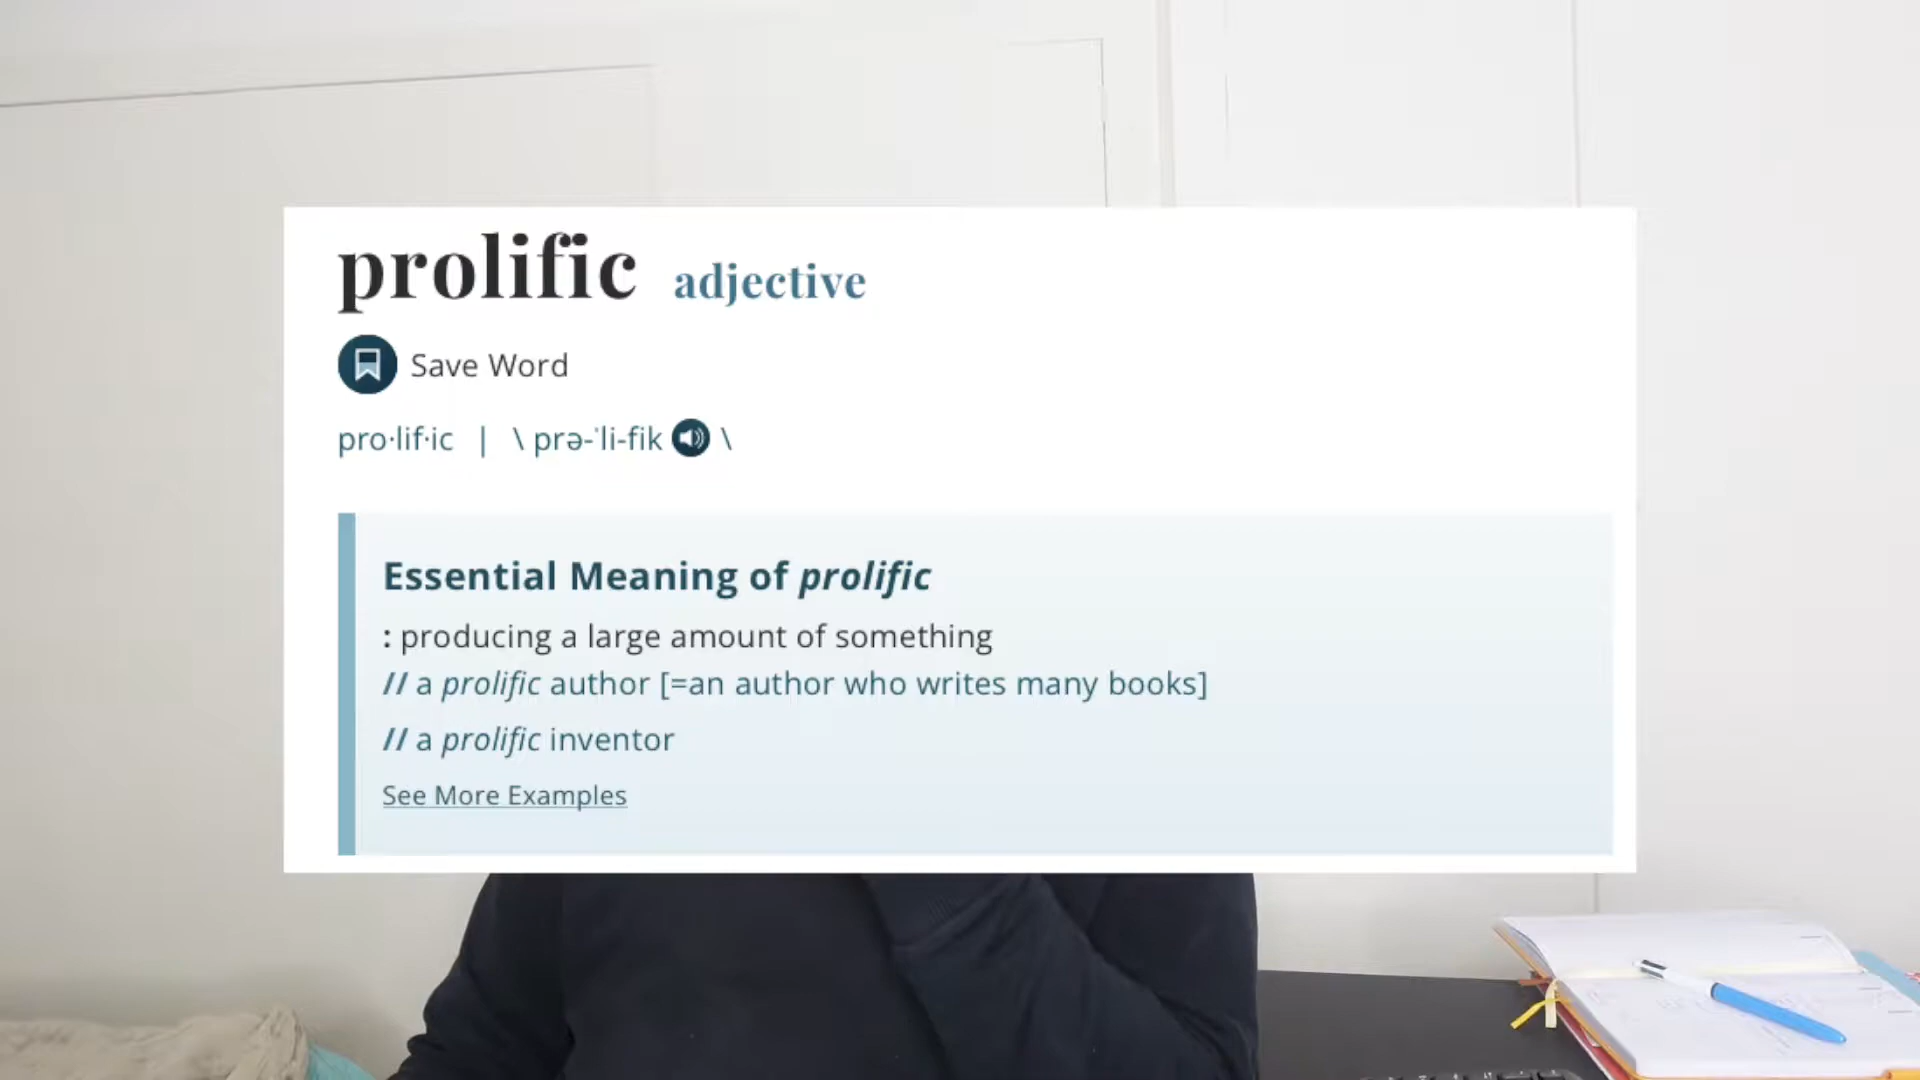 prolific adjective
Save Word
pro·lif·ic | \ prə-ˈli-fik \
Essential Meaning of prolific
: producing a large amount of something
// a prolific author [=an author who writes many books]
// a prolific inventor
See More Examples